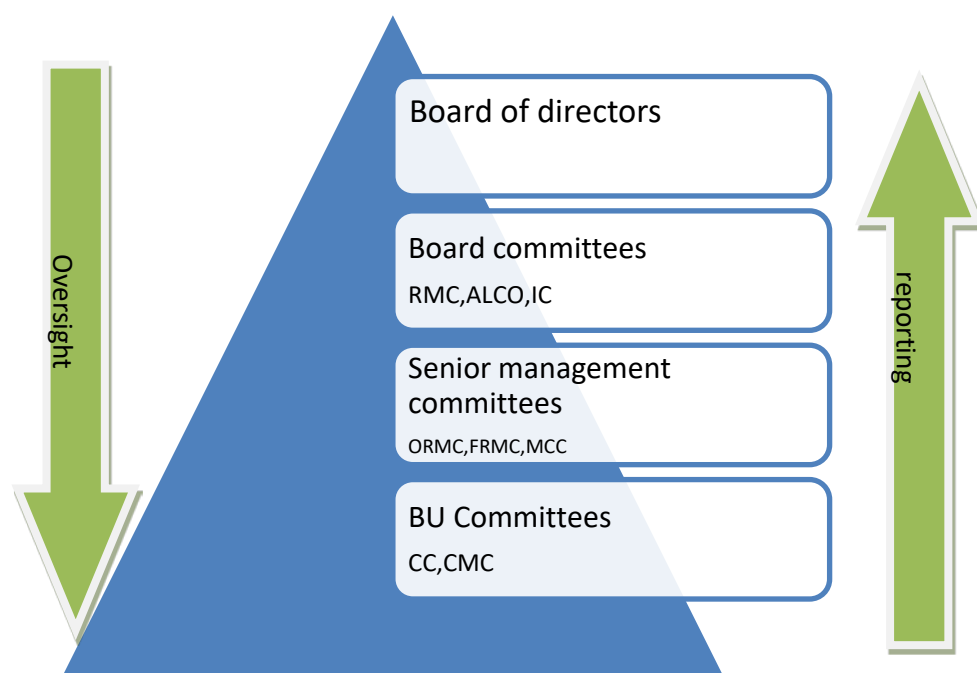 Board of directors
Oversight
Board committees
RMC,ALCO,IC
reporting
Senior management
committees
ORMC,FRMC,MCC
BU Committees
CC,CMC